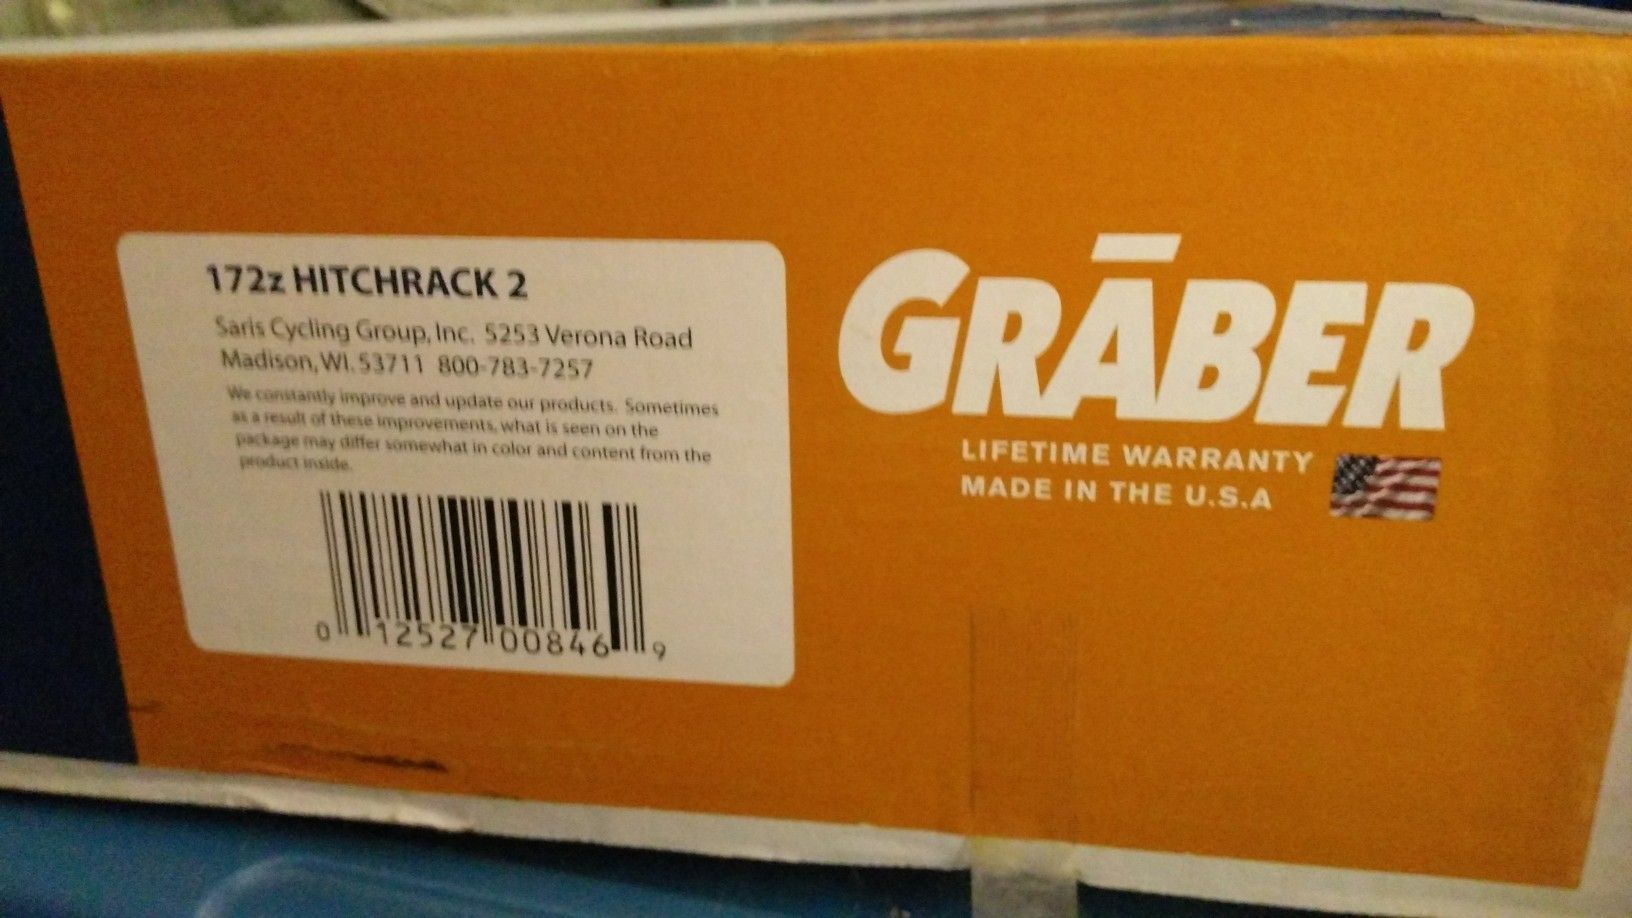 172z HITCHRACK 2
Saris Cycling Group, Inc. 5253 Verona Road
Madison, WI. 53711 800-783-7257
We constantly improve and update our products. Sometimes
as a result of these improvements, what is seen on the
package may differ somewhat in color and content from the
product inside.
0 12527 00846 9
GRĀBER
LIFETIME WARRANTY
MADE IN THE U.S.A